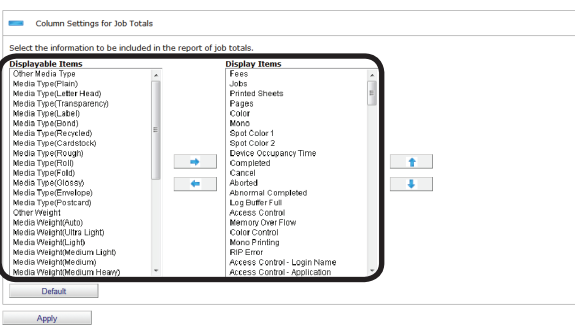 Column Settings for Job Totals
Select the information to be included in the report of job totals.
Displayable Items
Other Media Type
Media Type(Plain)
Media Type(Letter Head)
Media Type(Transparency)
Media Type(Label)
Media Type(Bond)
Media Type(Recycled)
Media Type(Cardstock)
Media Type(Rough)
Media Type(Roll)
Media Type(Fold)
Media Type(Glossy)
Media Type(Envelope)
Media Type(Postcard)
Other Weight
Media Weight(Auto)
Media Weight(Ultra Light)
Media Weight(Light)
Media Weight(Medium Light)
Media Weight(Medium)
Media Weight(Medium Heavy)
Display Items
Fees
Jobs
Printed Sheets
Pages
Color
Mono
Spot Color 1
Spot Color 2
Device Occupancy Time
Completed
Cancel
Aborted
Abnormal Completed
Log Buffer Full
Access Control
Memory Over Flow
Color Control
Mono Printing
RIP Error
Access Control - Login Name
Access Control - Application
Default
Apply